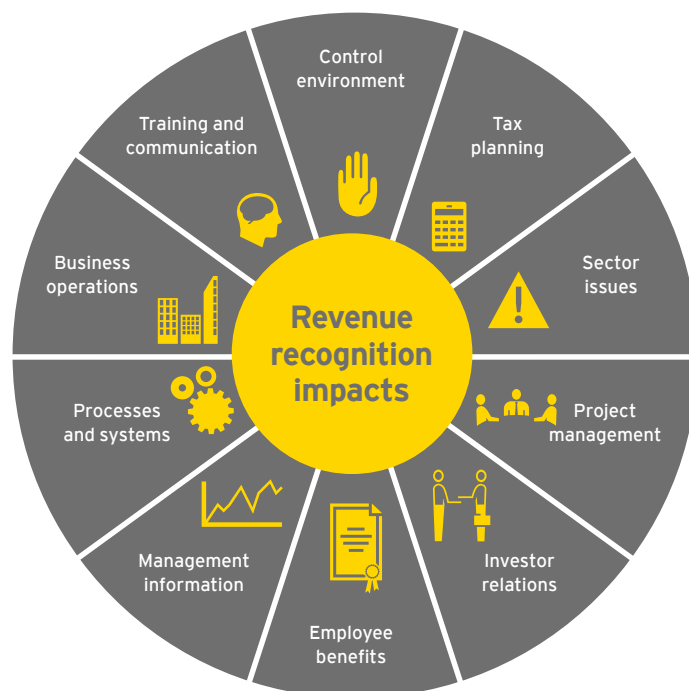 Control
environment
Tax
planning
Sector
issues
Project
management
Investor
relations
Employee
benefits
Management
information
Processes
and systems
Business
operations
Training and
communication
Revenue
recognition
impacts